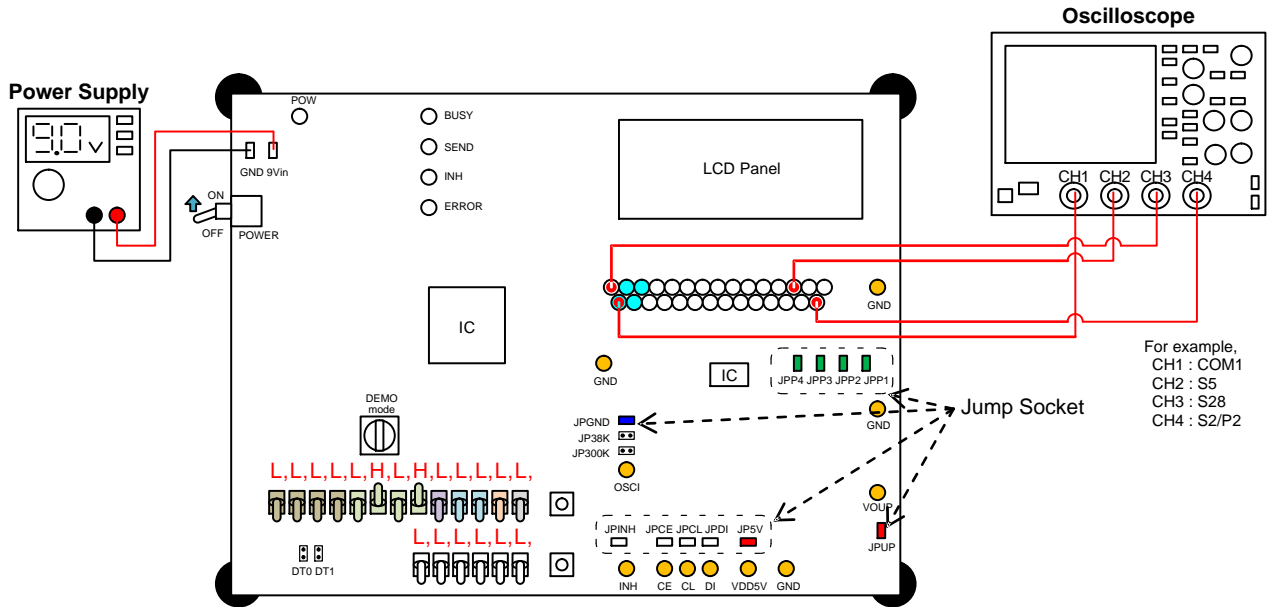 Oscilloscope
Power Supply
9.0 v
POW
BUSY
SEND
INH
ERROR
GND 9Vin
ON
OFF
POWER
LCD Panel
CH1
CH2
CH3
CH4
GND
IC
GND
IC
JPP4 JPP3 JPP2 JPP1
For example,
CH1 : COM1
CH2 : S5
CH3 : S28
CH4 : S2/P2
DEMO
mode
JPGND
JP38K
JP300K
OSCI
GND
Jump Socket
L,L,L,L,L,H,L,H,L,L,L,L,L,
VOUP
JPUP
JPINH
JPCE JPCL JPDI
JP5V
L,L,L,L,L,L,
DT0 DT1
INH
CE
CL
DI
VDD5V
GND